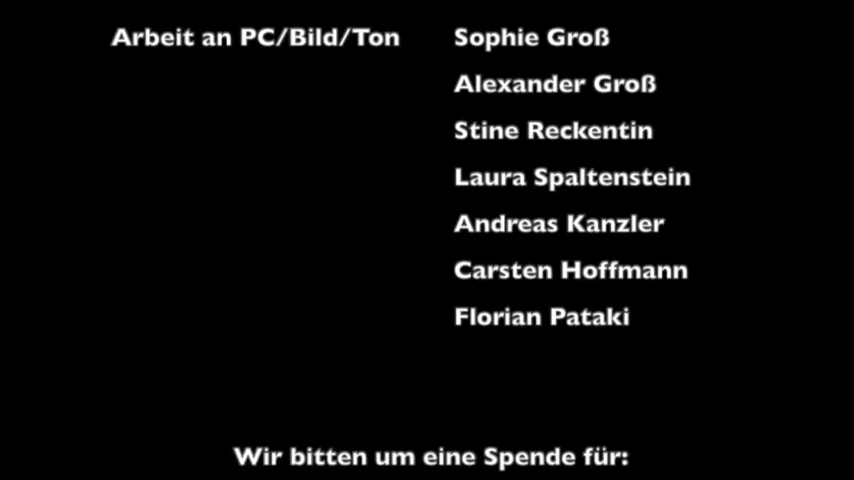 Arbeit an PC/Bild/Ton Sophie Groß
Alexander Groß
Stine Reckentin
Laura Spaltenstein
Andreas Kanzler
Carsten Hoffmann
Florian Pataki
Wir bitten um eine Spende für: